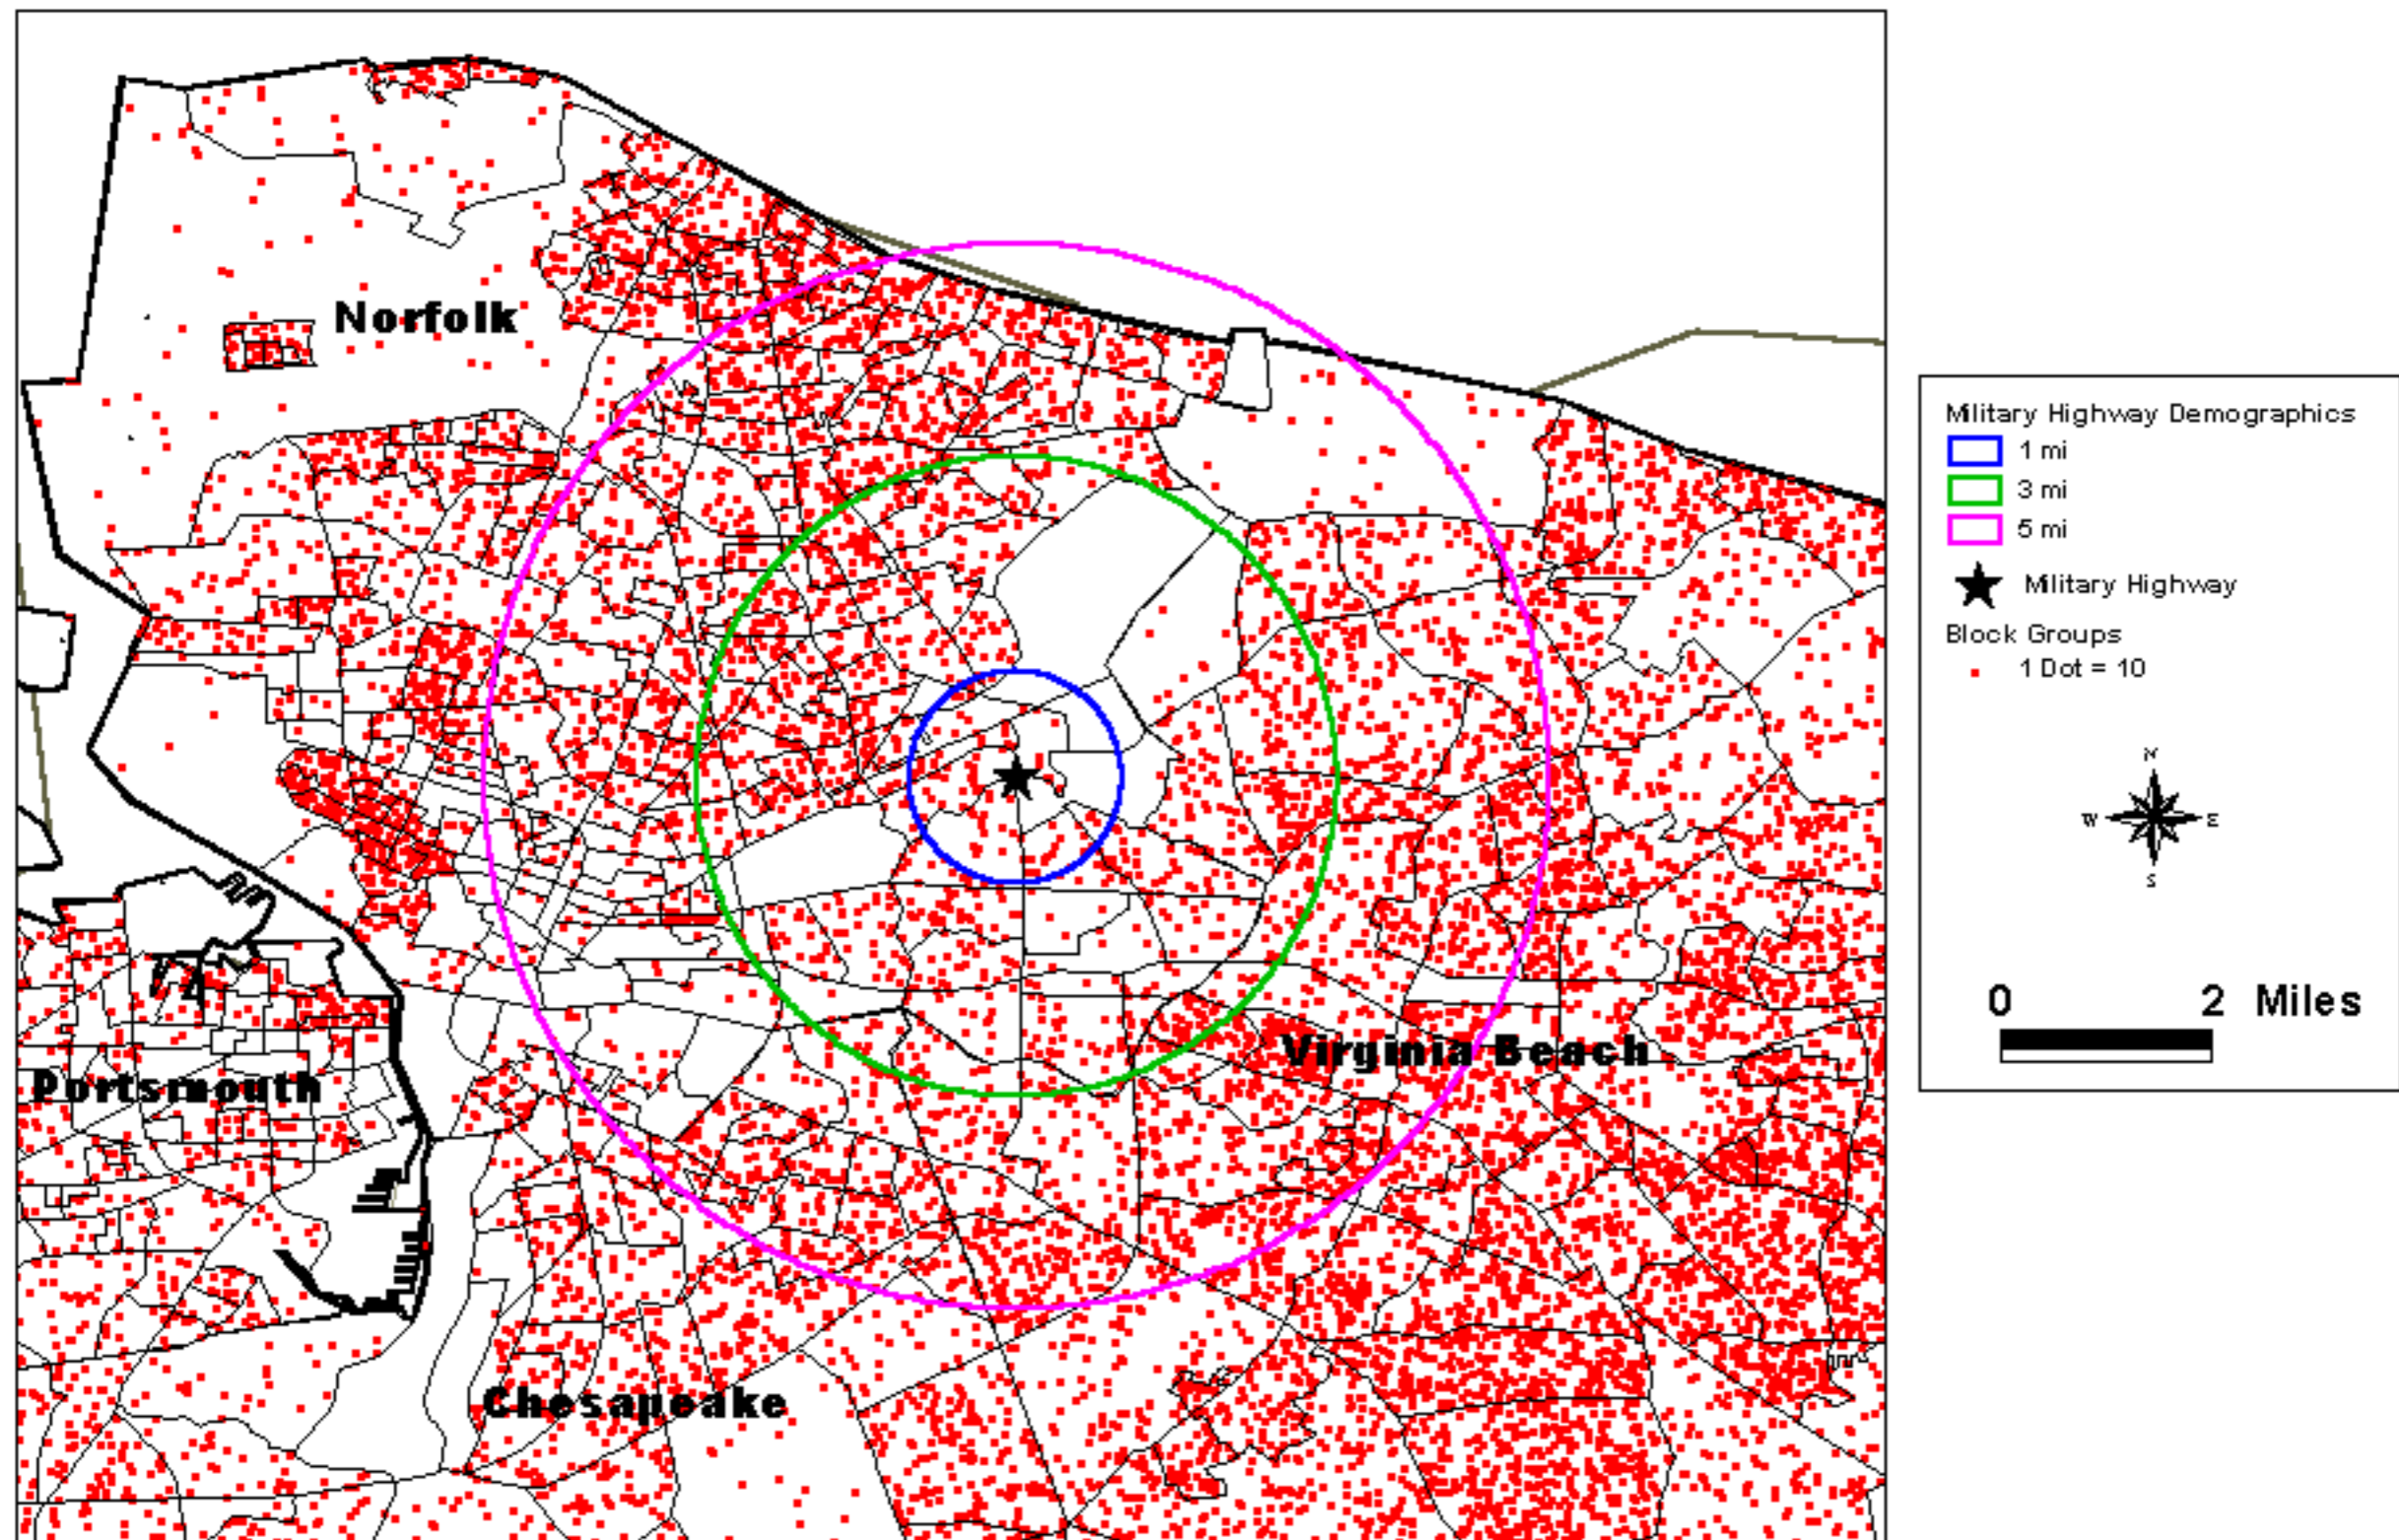 Norfolk
Portsmouth
Virginia Beach
Chesapeake
Military Highway Demographics
1 mi
3 mi
5 mi
Military Highway
Block Groups
1 Dot = 10
N
W E
S
0 2 Miles